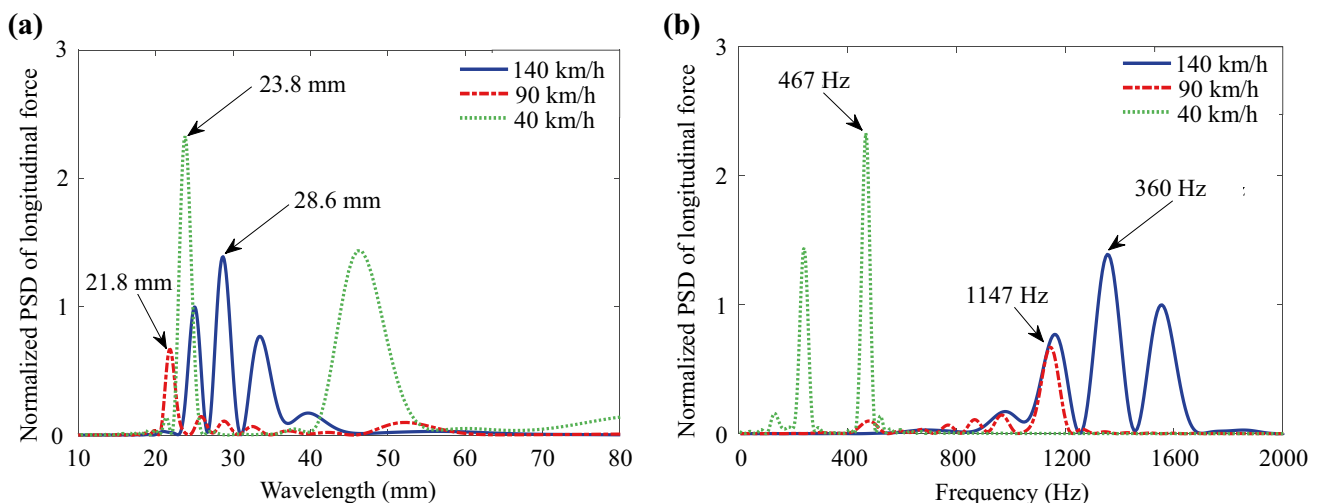 (a)
Normalized PSD of longitudinal force
3
2
1
0
10 20 30 40 50 60 70 80
Wavelength (mm)
23.8 mm
28.6 mm
21.8 mm
140 km/h
90 km/h
40 km/h
(b)
Normalized PSD of longitudinal force
3
2
1
0
0 400 800 1200 1600 2000
Frequency (Hz)
467 Hz
360 Hz
1147 Hz
140 km/h
90 km/h
40 km/h